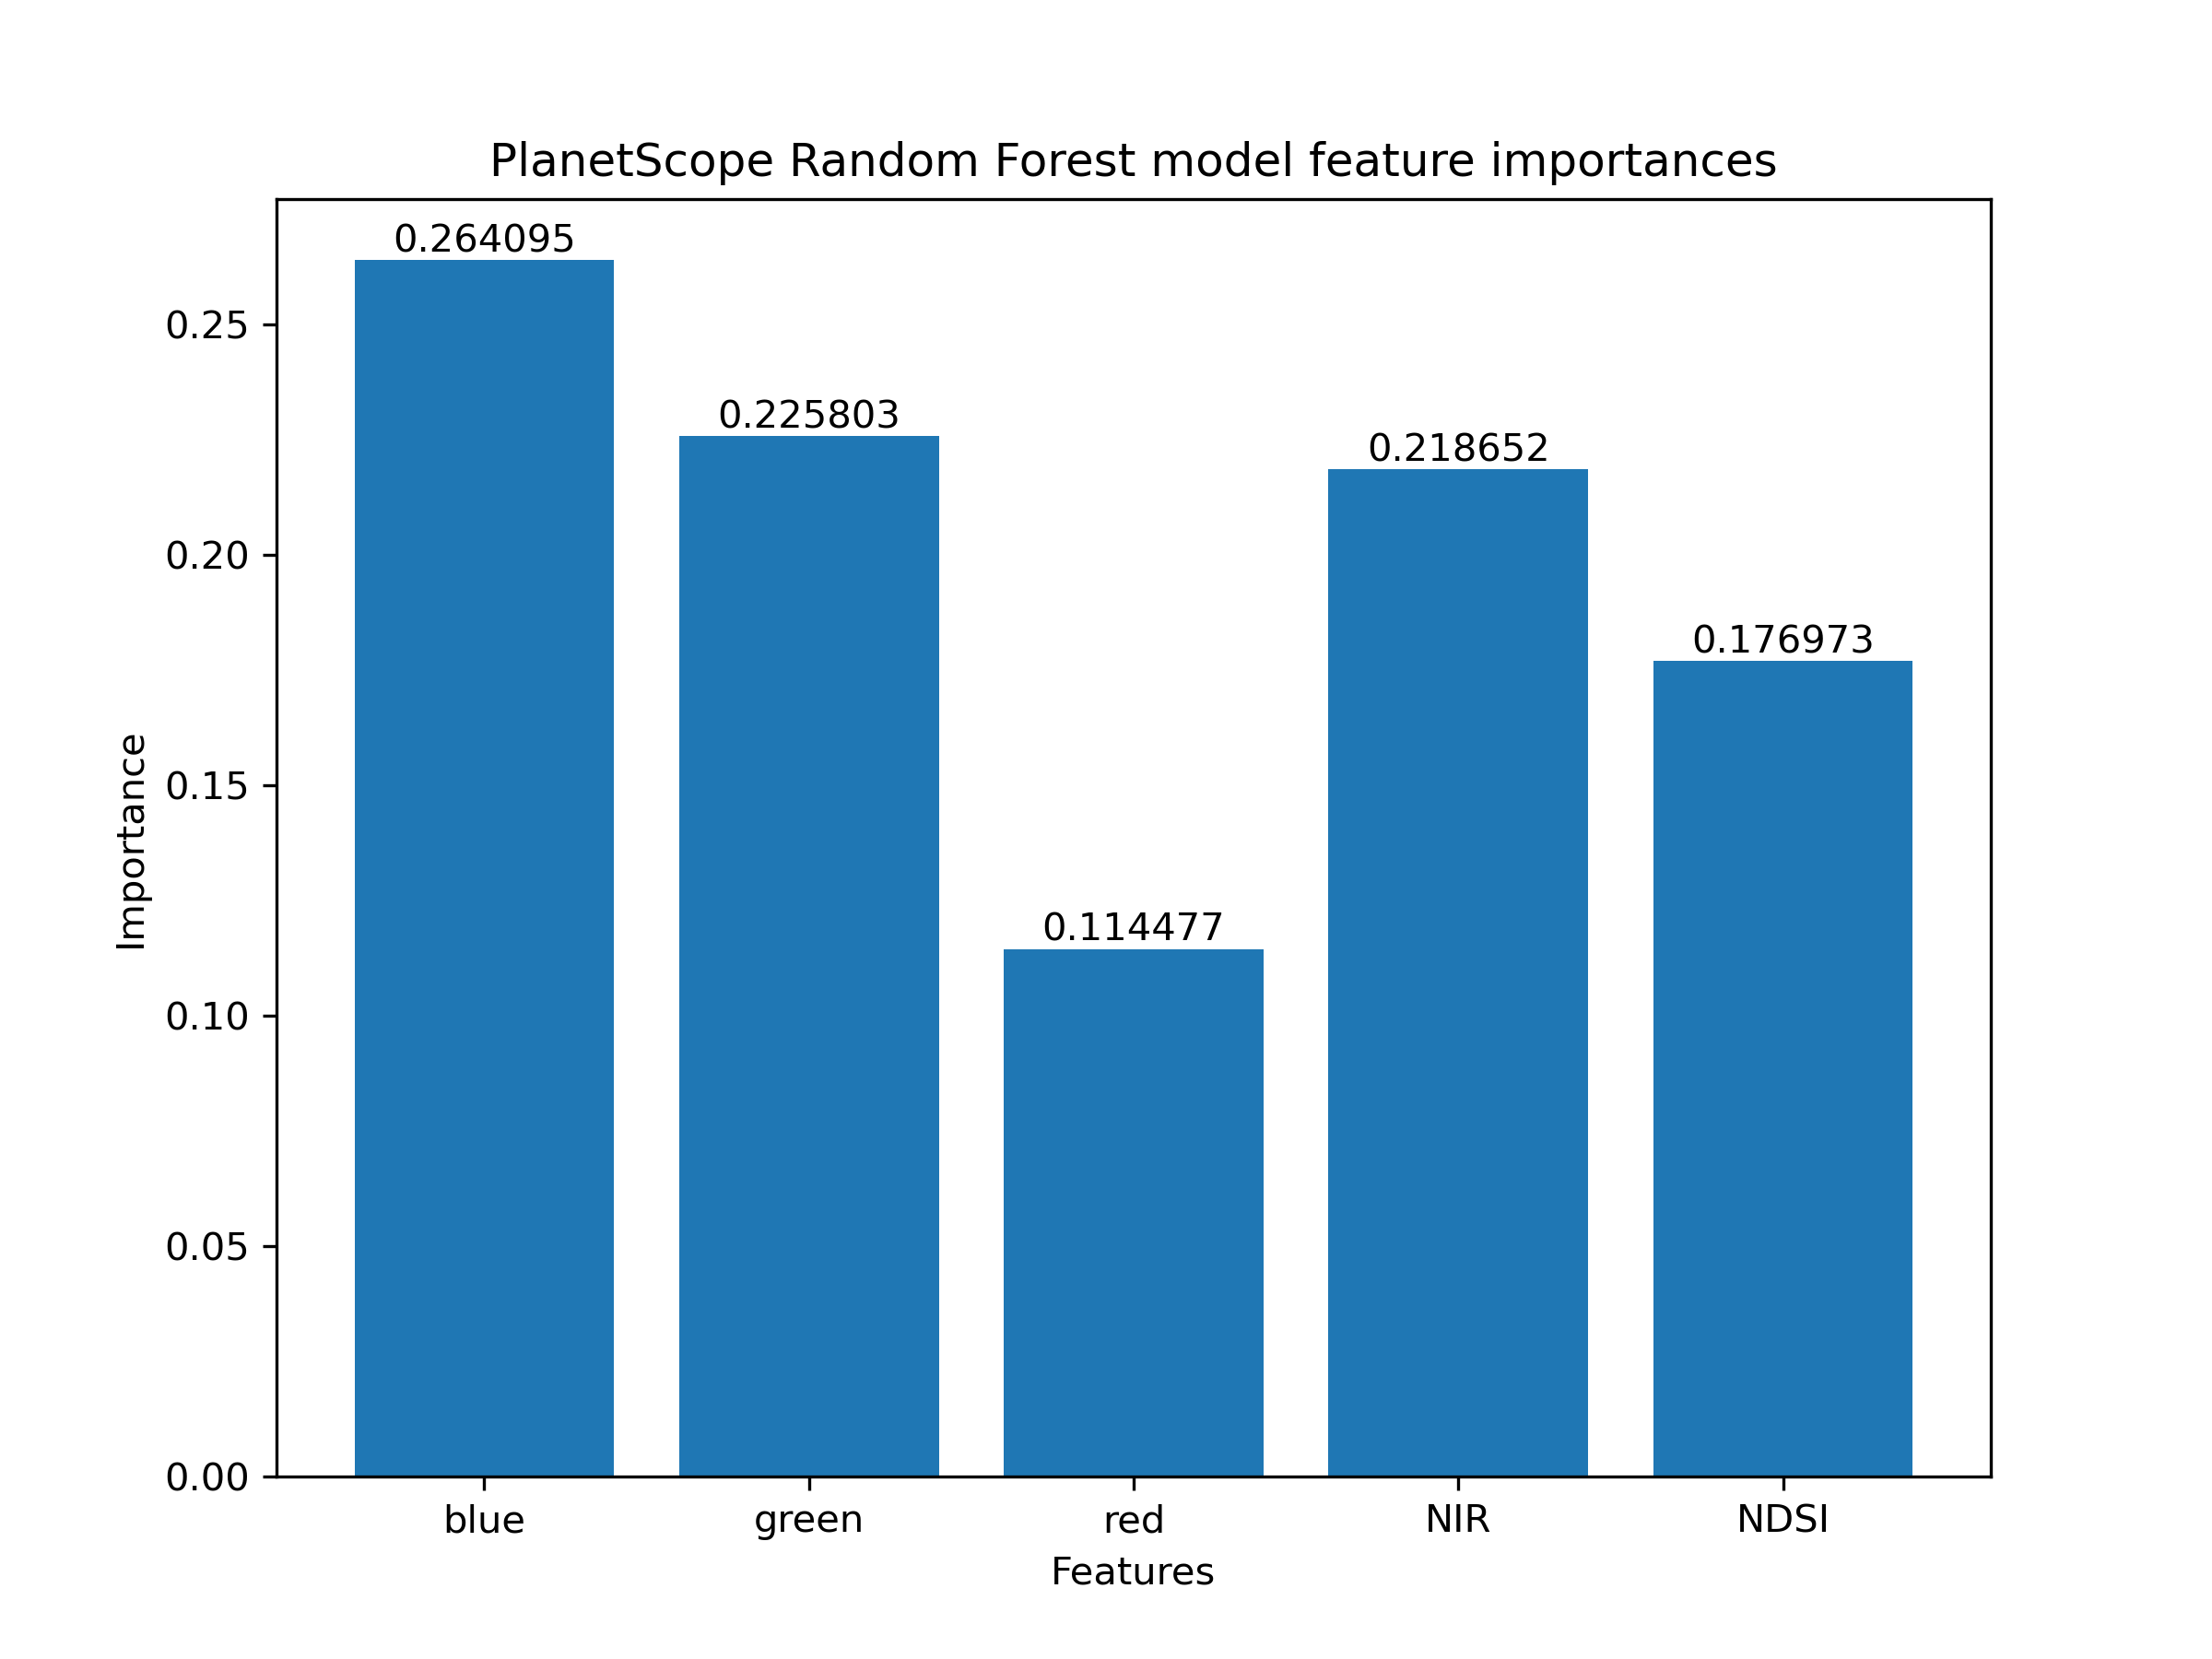 PlanetScope Random Forest model feature importances
0.264095
0.225803
0.114477
0.218652
0.176973
Importance
0.25
0.20
0.15
0.10
0.05
0.00
blue green red NIR NDSI
Features